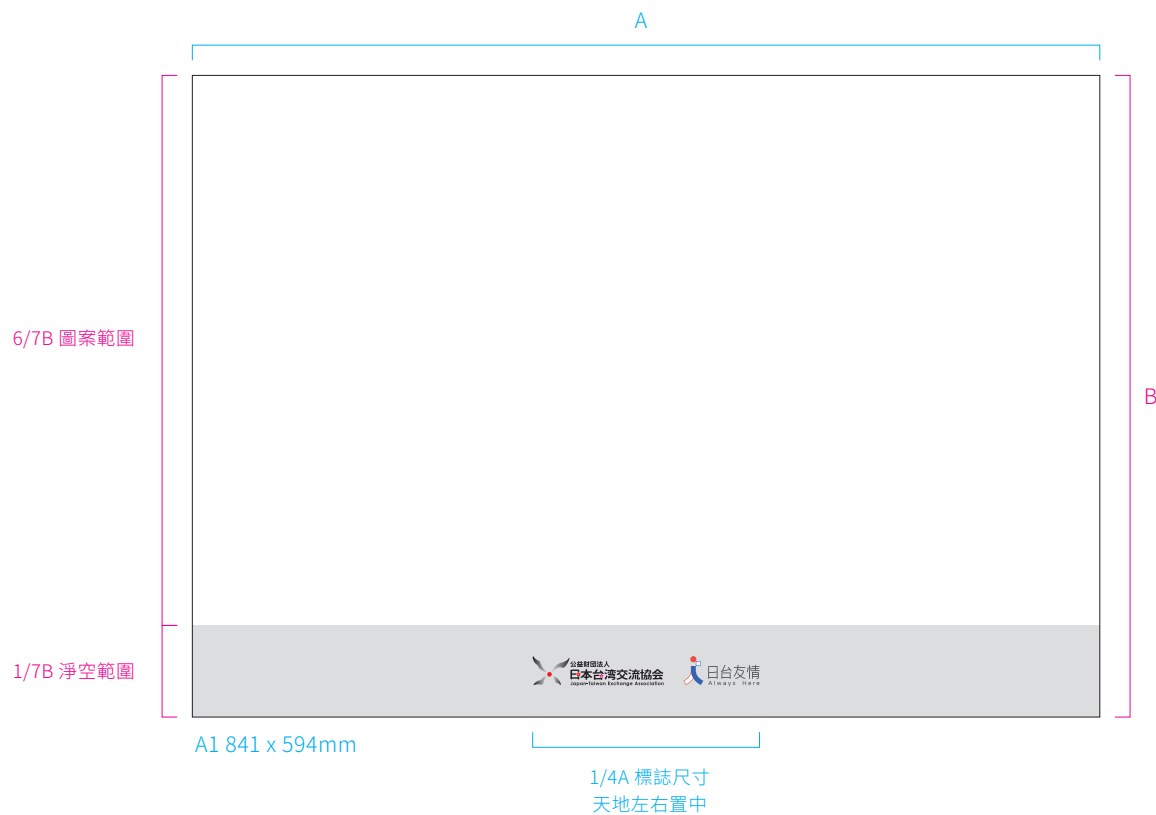 A
6/7B 圖案範圍
B
1/7B 淨空範圍
公益財団法人
日本台湾交流協会
Japan-Taiwan Exchange Association
日台友情
Always Here
A1 841 x 594mm
1/4A 標誌尺寸
天地左右置中